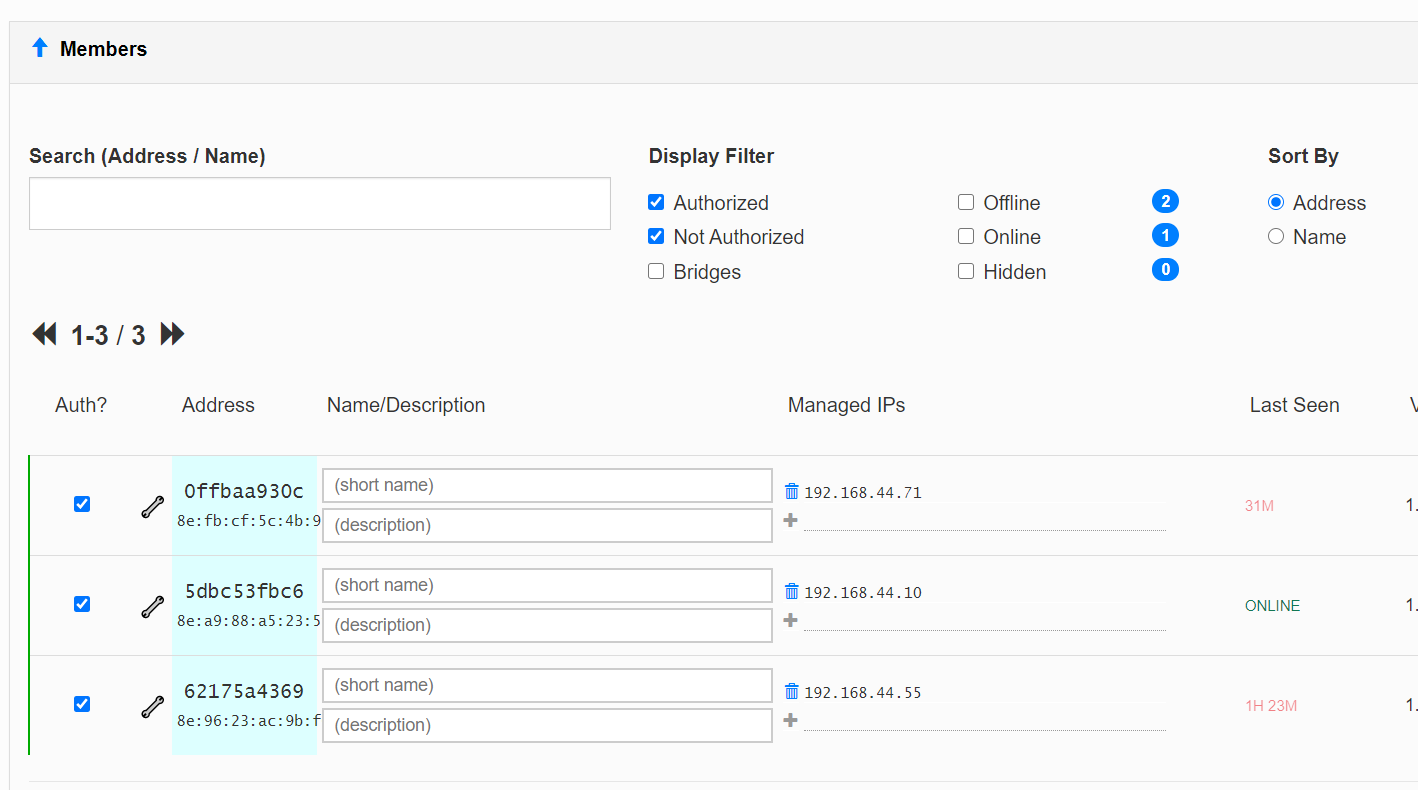 Members
Search (Address / Name)
Display Filter
Sort By
Authorized
Offline
2
Address
Not Authorized
Online
1
Name
Bridges
Hidden
0
1-3 / 3
Auth?
Address
Name/Description
Managed IPs
Last Seen
0ffbaa930c
8e:fb:cf:5c:4b:9
(short name)
(description)
192.168.44.71
31M
1.
5dbc53fbc6
8e:a9:88:a5:23:5
(short name)
(description)
192.168.44.10
ONLINE
1.
62175a4369
8e:96:23:ac:9b:f
(short name)
(description)
192.168.44.55
1H 23M
1.